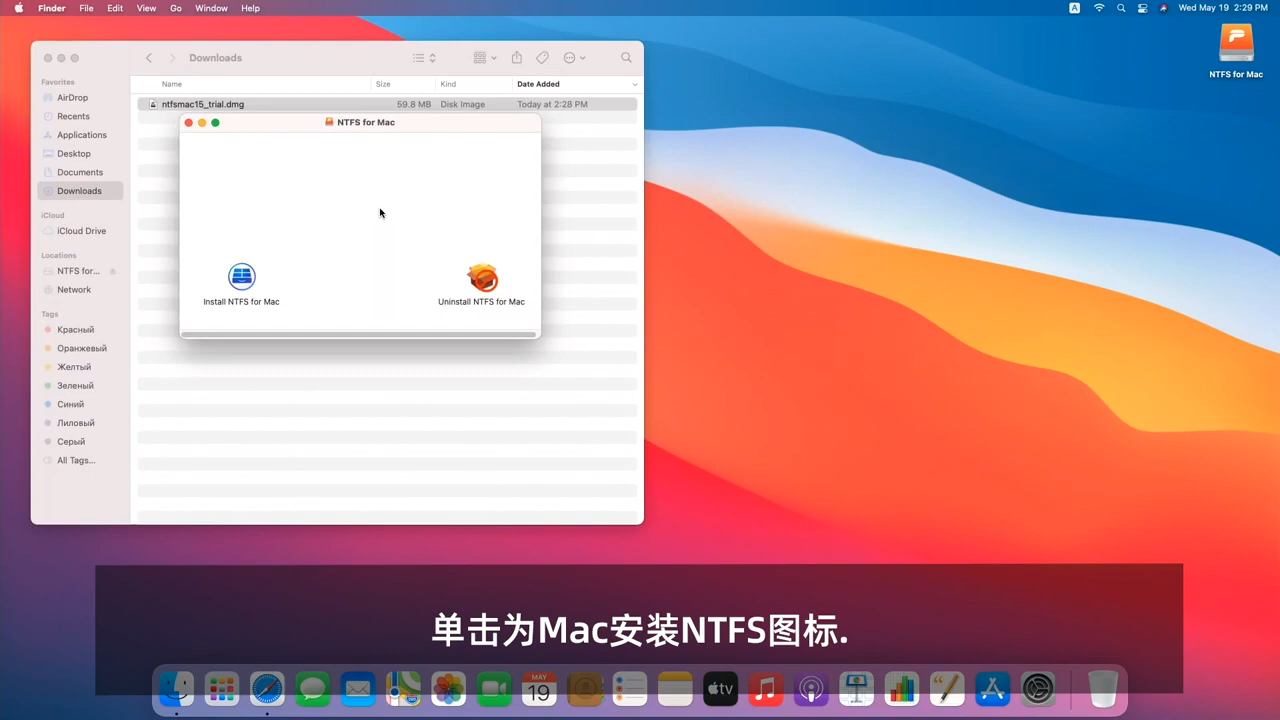 Finder File Edit View Go Window Help
A Wed May 19 2:29 PM
NTFS for Mac
Downloads
Favorites
AirDrop
Recents
Applications
Desktop
Documents
Downloads
iCloud
iCloud Drive
Locations
NTFS for...
Network
Tags
Красный
Оранжевый
Желтый
Зеленый
Синий
Лиловый
Серый
All Tags...
Name Size Kind Date Added
ntfsmac15_trial.dmg 59.8 MB Disk Image Today at 2:28 PM
NTFS for Mac
Install NTFS for Mac
Uninstall NTFS for Mac
单击为Mac安装NTFS图标.
MAY
19
tv